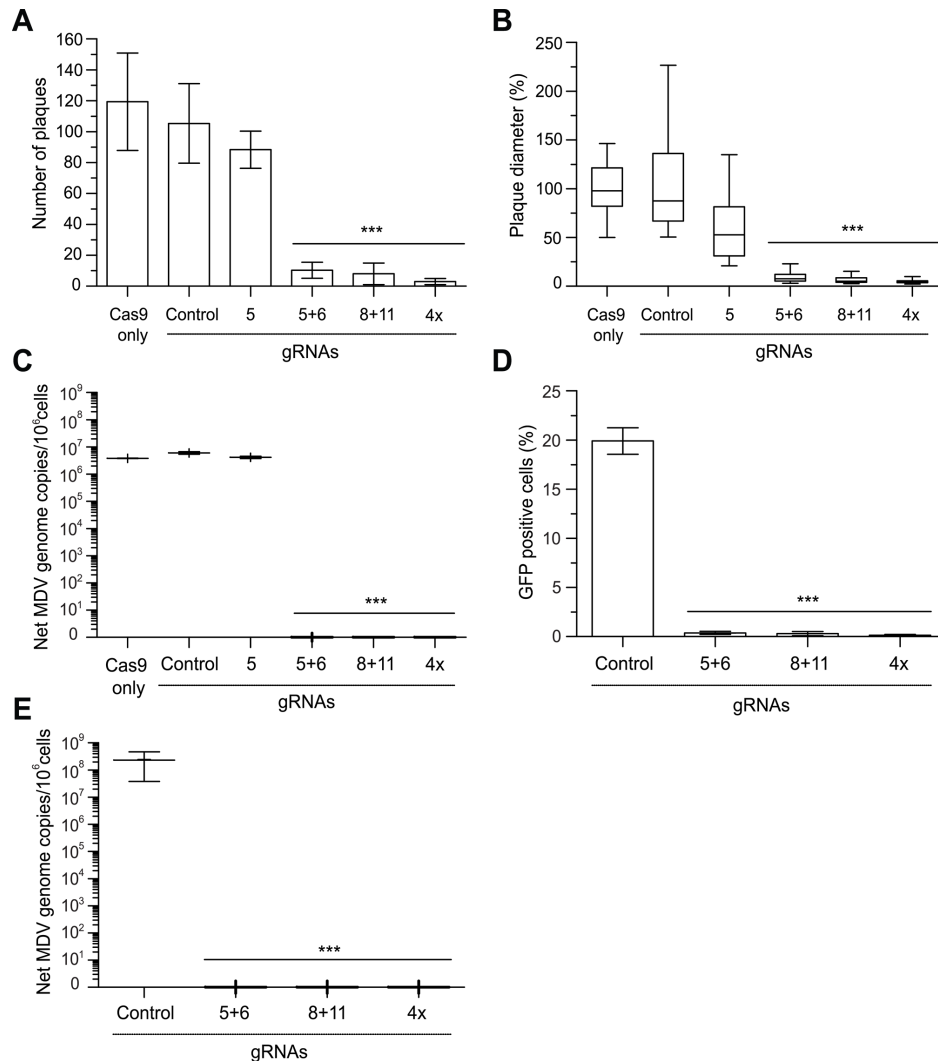 A
Number of plaques
160
140
120
100
80
60
40
20
0
***
Cas9 only
Control 5 5+6 8+11 4x
gRNAs
B
Plaque diameter (%)
250
200
150
100
50
0
***
Cas9 only
Control 5 5+6 8+11 4x
gRNAs
C
Net MDV genome copies/10⁶cells
10⁹
10⁸
10⁷
10⁶
10⁵
10⁴
10³
10²
10¹
0
***
Cas9 only
Control 5 5+6 8+11 4x
gRNAs
D
GFP positive cells (%)
25
20
15
10
5
0
***
Control 5+6 8+11 4x
gRNAs
E
Net MDV genome copies/10⁶cells
10⁹
10⁸
10⁷
10⁶
10⁵
10⁴
10³
10²
10¹
0
***
Control 5+6 8+11 4x
gRNAs